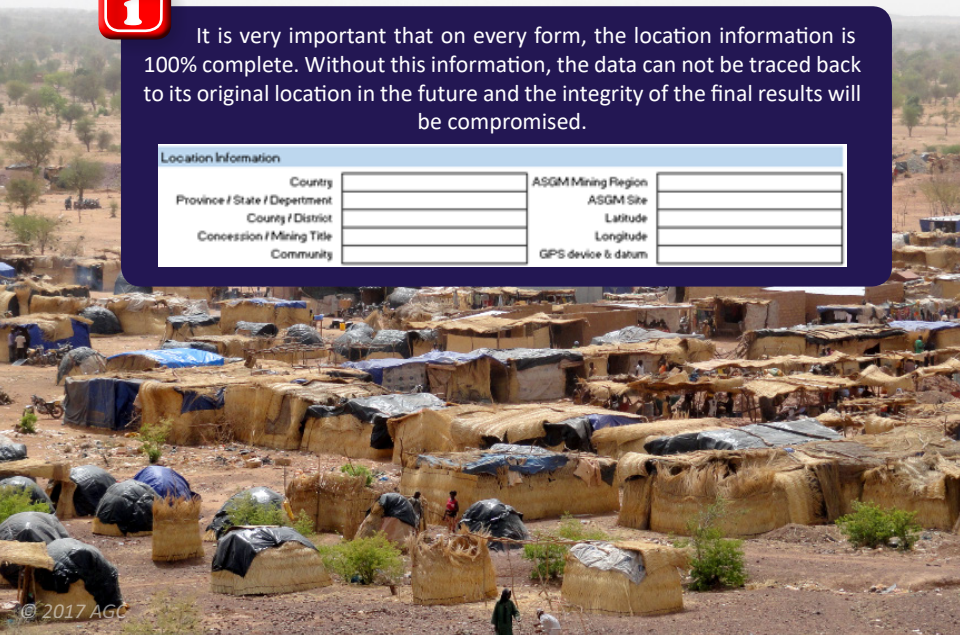 1
It is very important that on every form, the location information is
100% complete. Without this information, the data can not be traced back
to its original location in the future and the integrity of the final results will
be compromised.
Location Information
Country
ASGM Mining Region
Province / State / Depertment
ASGM Site
County / District
Latitude
Concession / Mining Title
Longitude
Community
GPS device & datum
© 2017 AGC